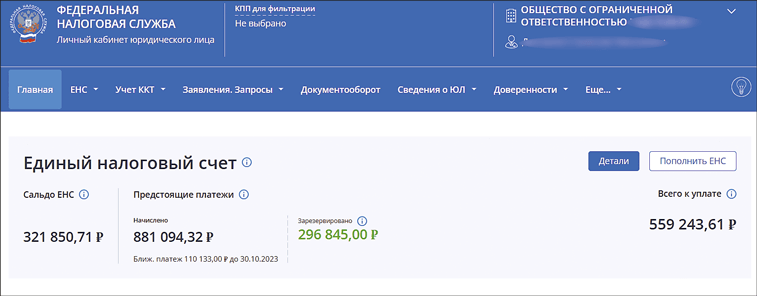 ФЕДЕРАЛЬНАЯ
НАЛОГОВАЯ СЛУЖБА
Личный кабинет юридического лица
КПП для фильтрации
Не выбрано
ОБЩЕСТВО С ОГРАНИЧЕННОЙ
ОТВЕТСТВЕННОСТЬЮ
Главная ЕНС Учет ККТ Заявления. Запросы Документооборот Сведения о ЮЛ Доверенности Еще...
Единый налоговый счет
Детали Пополнить ЕНС
Сальдо ЕНС Предстоящие платежи Всего к уплате
Начислено Зарезервировано
321 850,71 ₽ 881 094,32 ₽ 296 845,00 ₽ 559 243,61 ₽
Ближ. платеж 110 133,00 ₽ до 30.10.2023